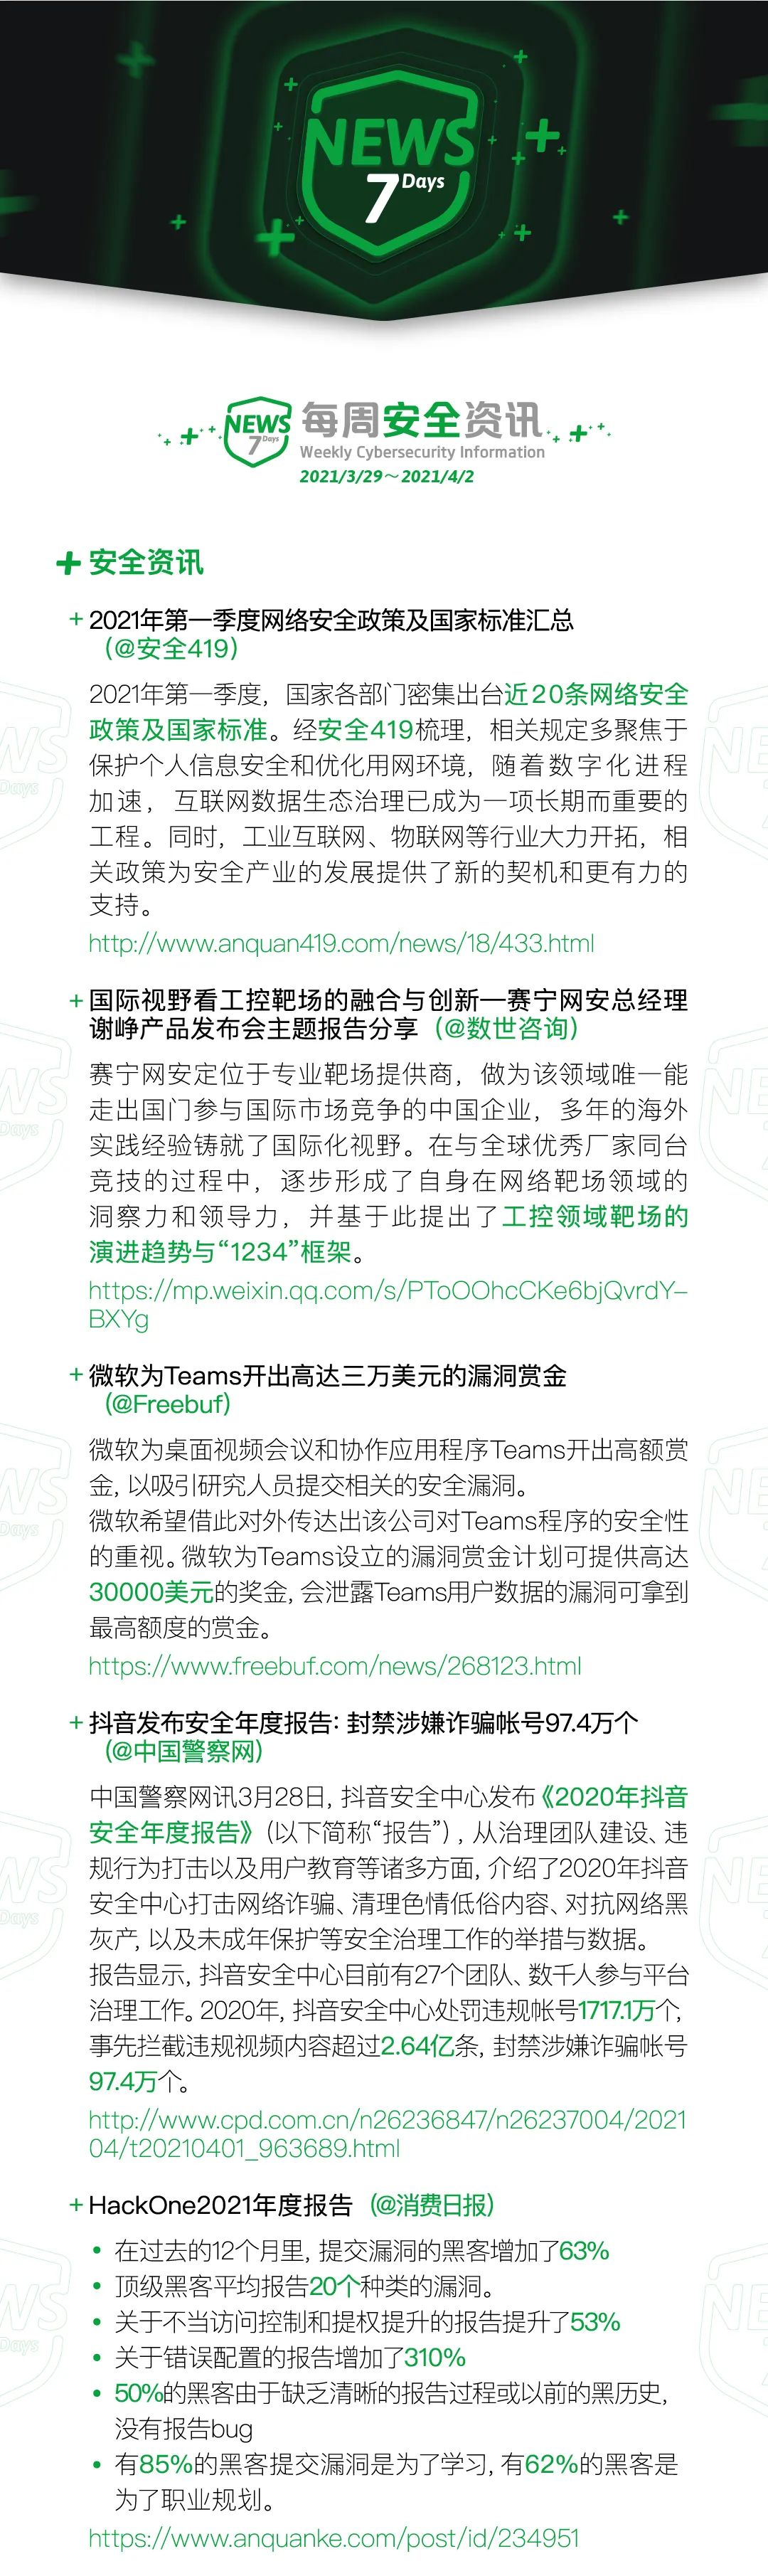 NEWS
7 Days
NEWS
7 Days
每周安全资讯
Weekly Cybersecurity Information
2021/3/29～2021/4/2
安全资讯
+ 2021年第一季度网络安全政策及国家标准汇总
（@安全419）
2021年第一季度，国家各部门密集出台近20条网络安全
政策及国家标准。经安全419梳理，相关规定多聚焦于
保护个人信息安全和优化用网环境，随着数字化进程
加速，互联网数据生态治理已成为一项长期而重要的
工程。同时，工业互联网、物联网等行业大力开拓，相
关政策为安全产业的发展提供了新的契机和更有力的
支持。
http://www.anquan419.com/news/18/433.html
+ 国际视野看工控靶场的融合与创新—赛宁网安总经理
谢峥产品发布会主题报告分享（@数世咨询）
赛宁网安定位于专业靶场提供商，做为该领域唯一能
走出国门参与国际市场竞争的中国企业，多年的海外
实践经验铸就了国际化视野。在与全球优秀厂家同台
竞技的过程中，逐步形成了自身在网络靶场领域的
洞察力和领导力，并基于此提出了工控领域靶场的
演进趋势与“1234”框架。
https://mp.weixin.qq.com/s/PToOOhcCKe6bjQvrdY-
BXYg
+ 微软为Teams开出高达三万美元的漏洞赏金
（@Freebuf）
微软为桌面视频会议和协作应用程序Teams开出高额赏
金，以吸引研究人员提交相关的安全漏洞。
微软希望借此对外传达出该公司对Teams程序的安全性
的重视。微软为Teams设立的漏洞赏金计划可提供高达
30000美元的奖金，会泄露Teams用户数据的漏洞可拿到
最高额度的赏金。
https://www.freebuf.com/news/268123.html
+ 抖音发布安全年度报告：封禁涉嫌诈骗帐号97.4万个
（@中国警察网）
中国警察网讯3月28日，抖音安全中心发布《2020年抖音
安全年度报告》（以下简称“报告”），从治理团队建设、违
规行为打击以及用户教育等诸多方面，介绍了2020年抖音
安全中心打击网络诈骗、清理色情低俗内容、对抗网络黑
灰产，以及未成年保护等安全治理工作的举措与数据。
报告显示，抖音安全中心目前有27个团队、数千人参与平台
治理工作。2020年，抖音安全中心处罚违规帐号1717.1万个，
事先拦截违规视频内容超过2.64亿条，封禁涉嫌诈骗帐号
97.4万个。
http://www.cpd.com.cn/n26236847/n26237004/2021
04/t20210401_963689.html
+ HackOne2021年度报告（@消费日报）
• 在过去的12个月里，提交漏洞的黑客增加了63%
• 顶级黑客平均报告20个种类的漏洞。
• 关于不当访问控制和提权提升的报告提升了53%
• 关于错误配置的报告增加了310%
• 50%的黑客由于缺乏清晰的报告过程或以前的黑历史，
没有报告bug
• 有85%的黑客提交漏洞是为了学习，有62%的黑客是
为了职业规划。
https://www.anquanke.com/post/id/234951